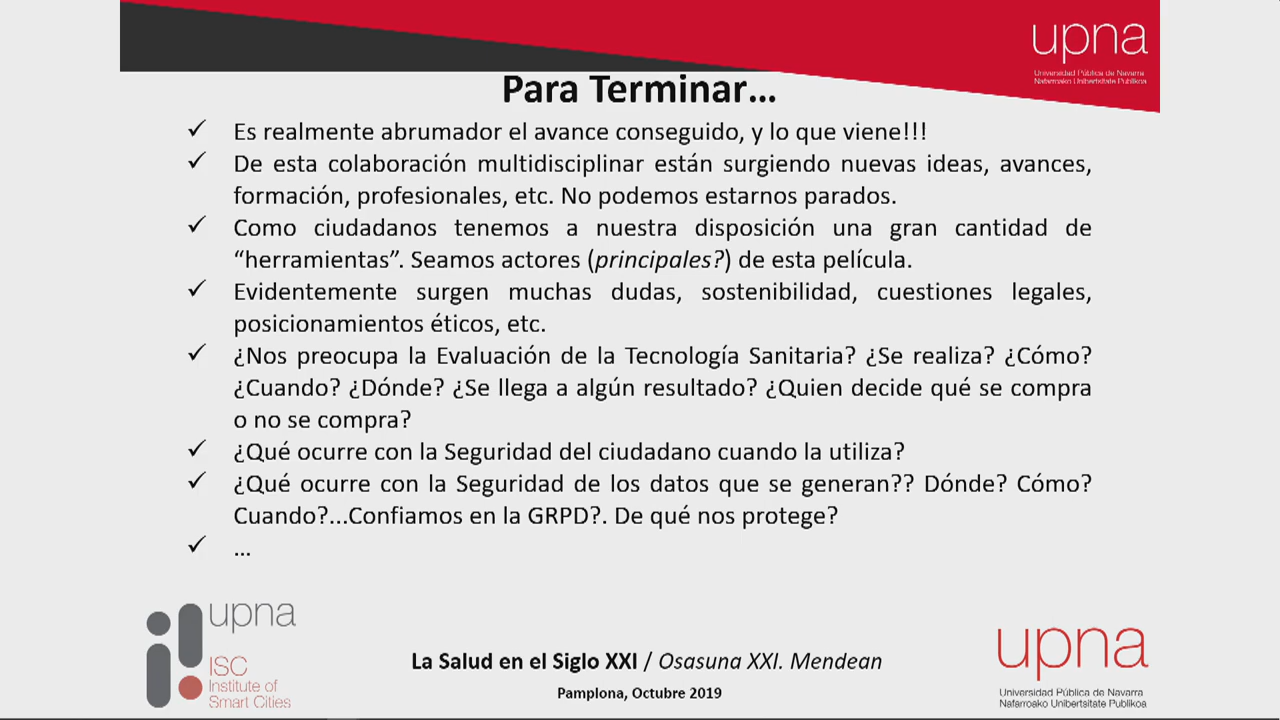 upna
Universidad Pública de Navarra
Nafarroako Unibertsitate Publikoa
Para Terminar...
✓ Es realmente abrumador el avance conseguido, y lo que viene!!!
✓ De esta colaboración multidisciplinar están surgiendo nuevas ideas, avances,
formación, profesionales, etc. No podemos estarnos parados.
✓ Como ciudadanos tenemos a nuestra disposición una gran cantidad de
“herramientas”. Seamos actores (principales?) de esta película.
✓ Evidentemente surgen muchas dudas, sostenibilidad, cuestiones legales,
posicionamientos éticos, etc.
✓ ¿Nos preocupa la Evaluación de la Tecnología Sanitaria? ¿Se realiza? ¿Cómo?
¿Cuando? ¿Dónde? ¿Se llega a algún resultado? ¿Quien decide qué se compra
o no se compra?
✓ ¿Qué ocurre con la Seguridad del ciudadano cuando la utiliza?
✓ ¿Qué ocurre con la Seguridad de los datos que se generan?? Dónde? Cómo?
Cuando?...Confiamos en la GRPD?. De qué nos protege?
✓ ...
upna
ISC
Institute of
Smart Cities
La Salud en el Siglo XXI / Osasuna XXI. Mendean
Pamplona, Octubre 2019
upna
Universidad Pública de Navarra
Nafarroako Unibertsitate Publikoa